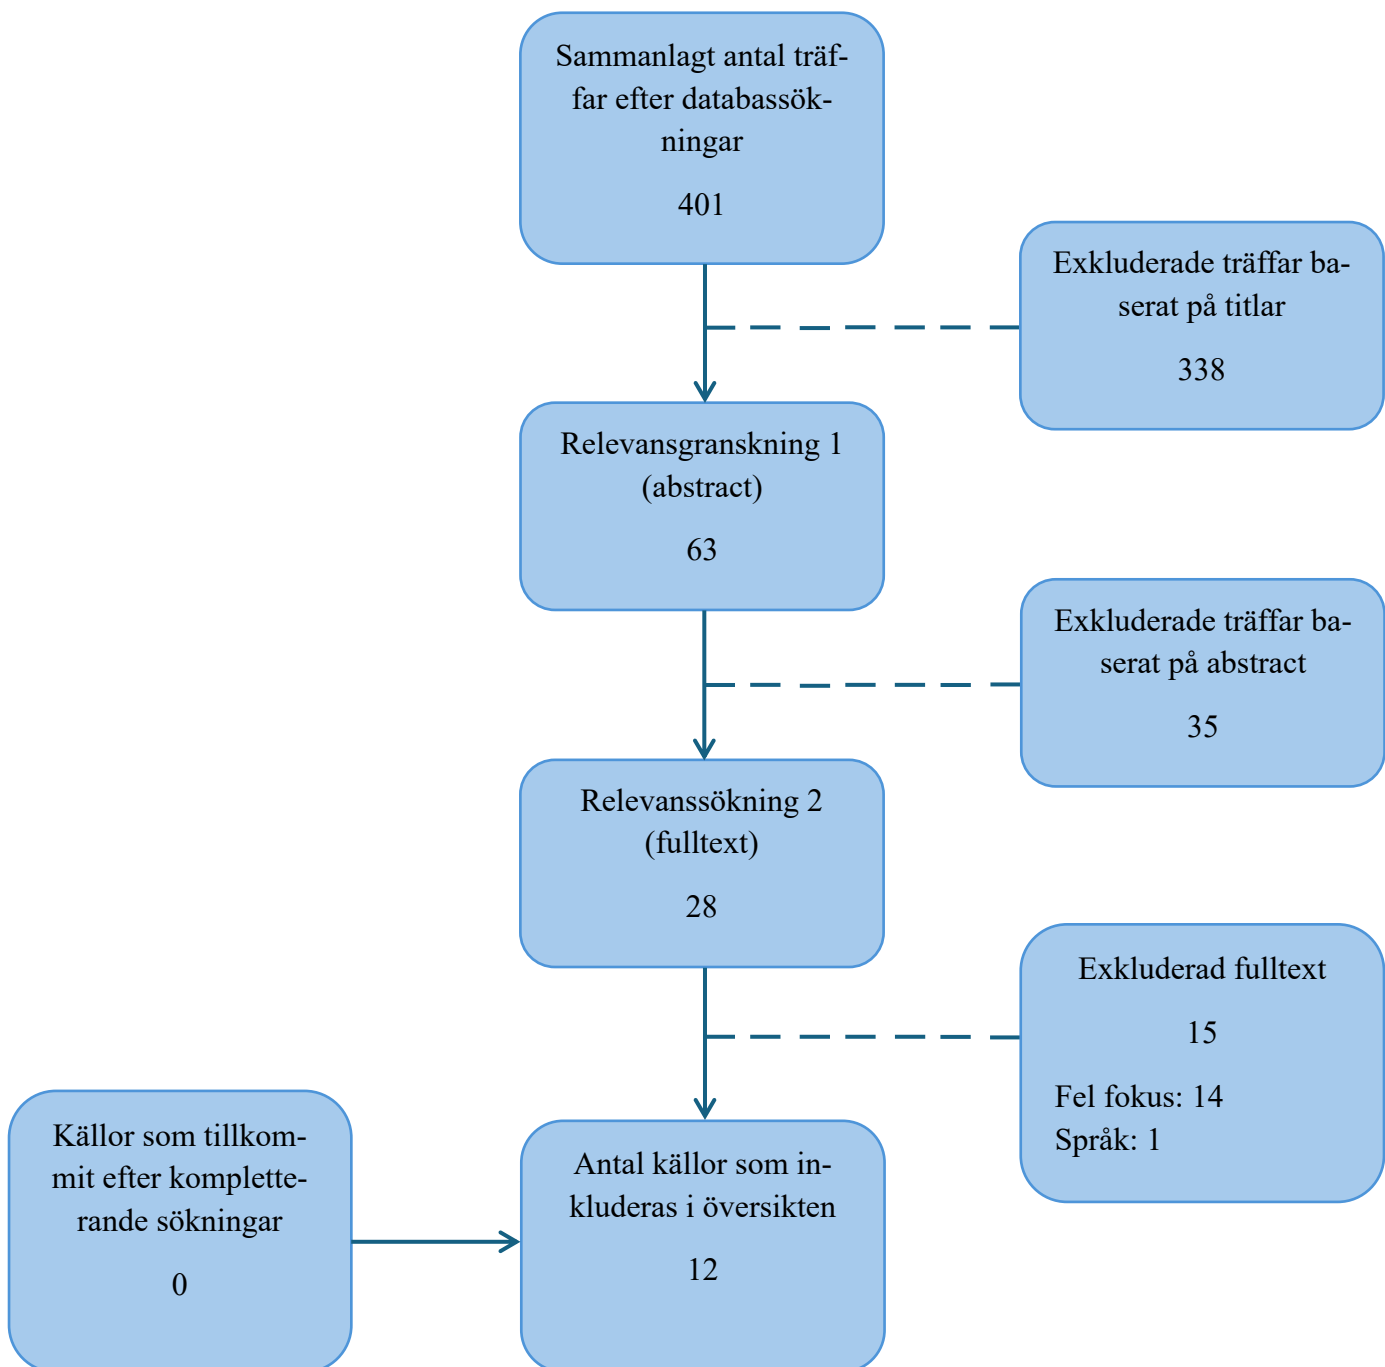 Sammanlagt antal träf-
far efter databassök-
ningar
401
Exkluderade träffar ba-
serat på titlar
338
Relevansgranskning 1
(abstract)
63
Exkluderade träffar ba-
serat på abstract
35
Relevanssökning 2
(fulltext)
28
Exkluderad fulltext
15
Fel fokus: 14
Språk: 1
Källor som tillkom-
mit efter komplette-
rande sökningar
0
Antal källor som in-
kluderas i översikten
12